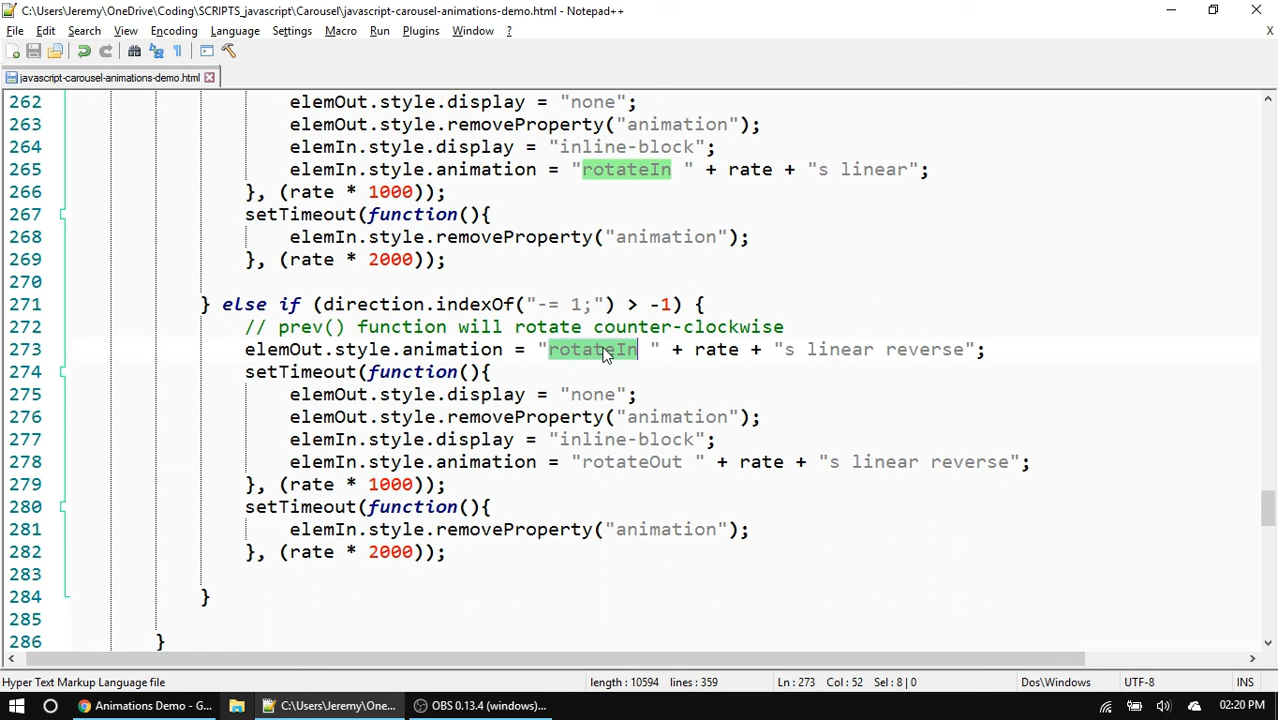 C:\Users\Jeremy\OneDrive\Coding\SCRIPTS_javascript\Carousel\javascript-carousel-animations-demo.html - Notepad++
File Edit Search View Encoding Language Settings Macro Run Plugins Window ? X
javascript-carousel-animations-demo.html
262 elemOut.style.display = "none";
263 elemOut.style.removeProperty("animation");
264 elemIn.style.display = "inline-block";
265 elemIn.style.animation = "rotateIn " + rate + "s linear";
266 }, (rate * 1000));
267 setTimeout(function(){
268 elemIn.style.removeProperty("animation");
269 }, (rate * 2000));
270
271 } else if (direction.indexOf("-= 1;") > -1) {
272 // prev() function will rotate counter-clockwise
273 elemOut.style.animation = "rotateIn " + rate + "s linear reverse";
274 setTimeout(function(){
275 elemOut.style.display = "none";
276 elemOut.style.removeProperty("animation");
277 elemIn.style.display = "inline-block";
278 elemIn.style.animation = "rotateOut " + rate + "s linear reverse";
279 }, (rate * 1000));
280 setTimeout(function(){
281 elemIn.style.removeProperty("animation");
282 }, (rate * 2000));
283
284 }
285
286 }
Hyper Text Markup Language file length : 10594 lines : 359 Ln : 273 Col : 52 Sel : 8 | 0 Dos\Windows UTF-8 INS
Animations Demo - G... C:\Users\Jeremy\One... OBS 0.13.4 (windows)... 02:20 PM